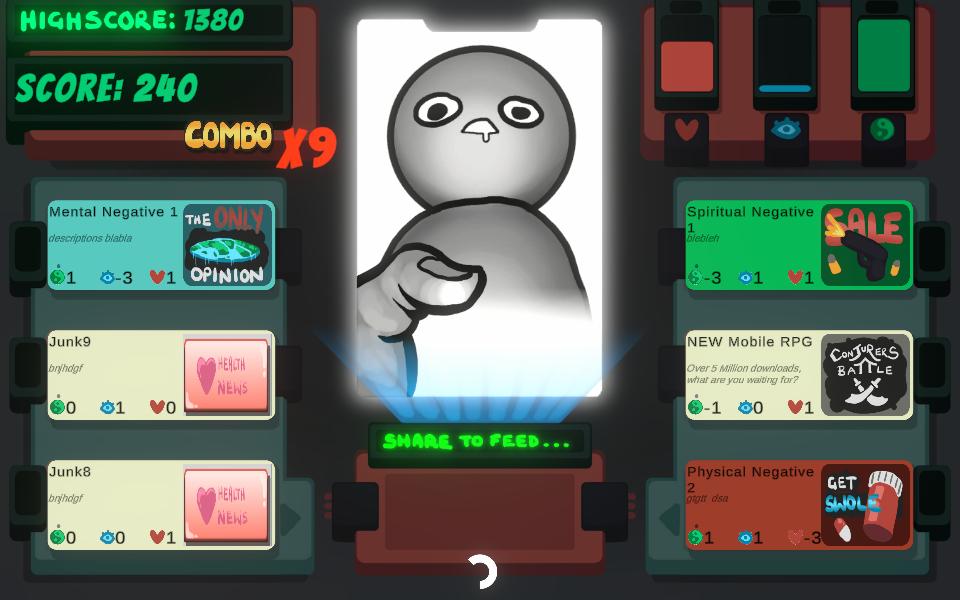 HIGHSCORE: 1380
SCORE: 240
COMBO X9
Mental Negative 1
descriptions blabla
1 -3 1
THE ONLY
OPINION
Junk9
brjhdgf
0 1 0
HEALTH
NEWS
Junk8
brjhdgf
0 0 1
HEALTH
NEWS
SHARE TO FEED...
Spiritual Negative
1
blebleh
-3 1 1
SALE
NEW Mobile RPG
Over 5 Million downloads,
what are you waiting for?
-1 0 1
CONJURERS
BATTLE
Physical Negative
2
gtgtt dsa
1 1 -3
GET
SWOLE